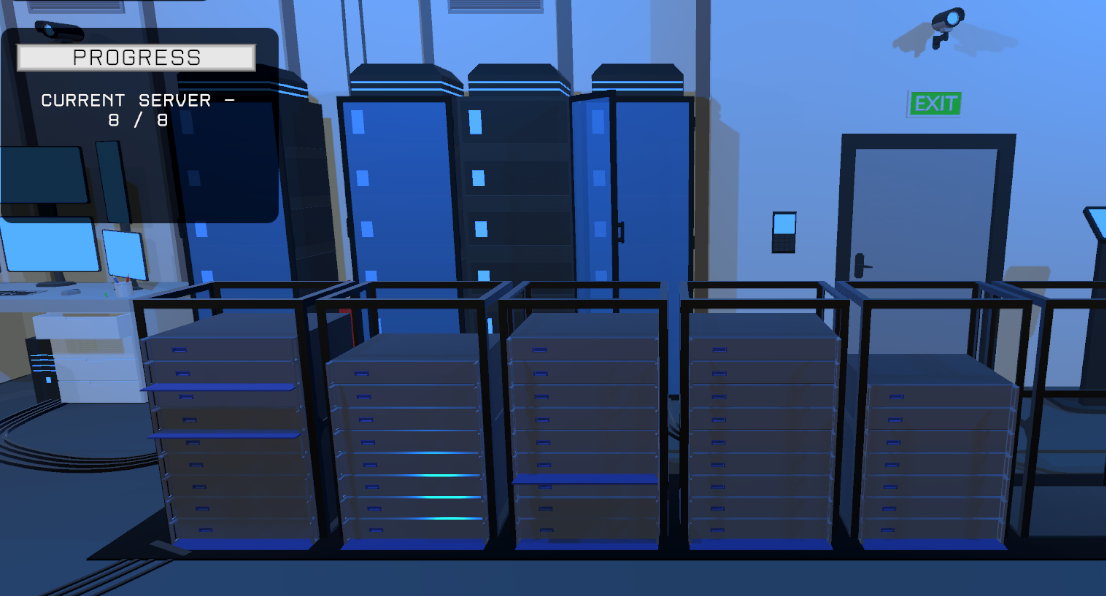 PROGRESS
CURRENT SERVER -
8 / 8
EXIT